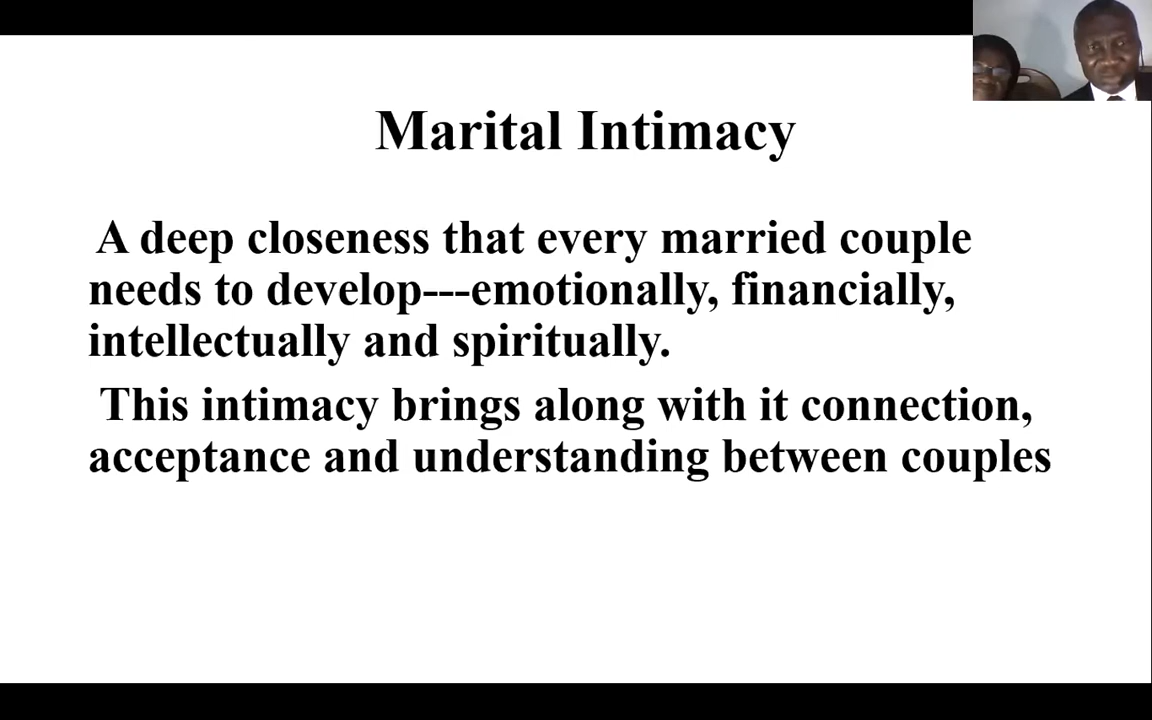 Marital Intimacy
A deep closeness that every married couple
needs to develop---emotionally, financially,
intellectually and spiritually.
This intimacy brings along with it connection,
acceptance and understanding between couples